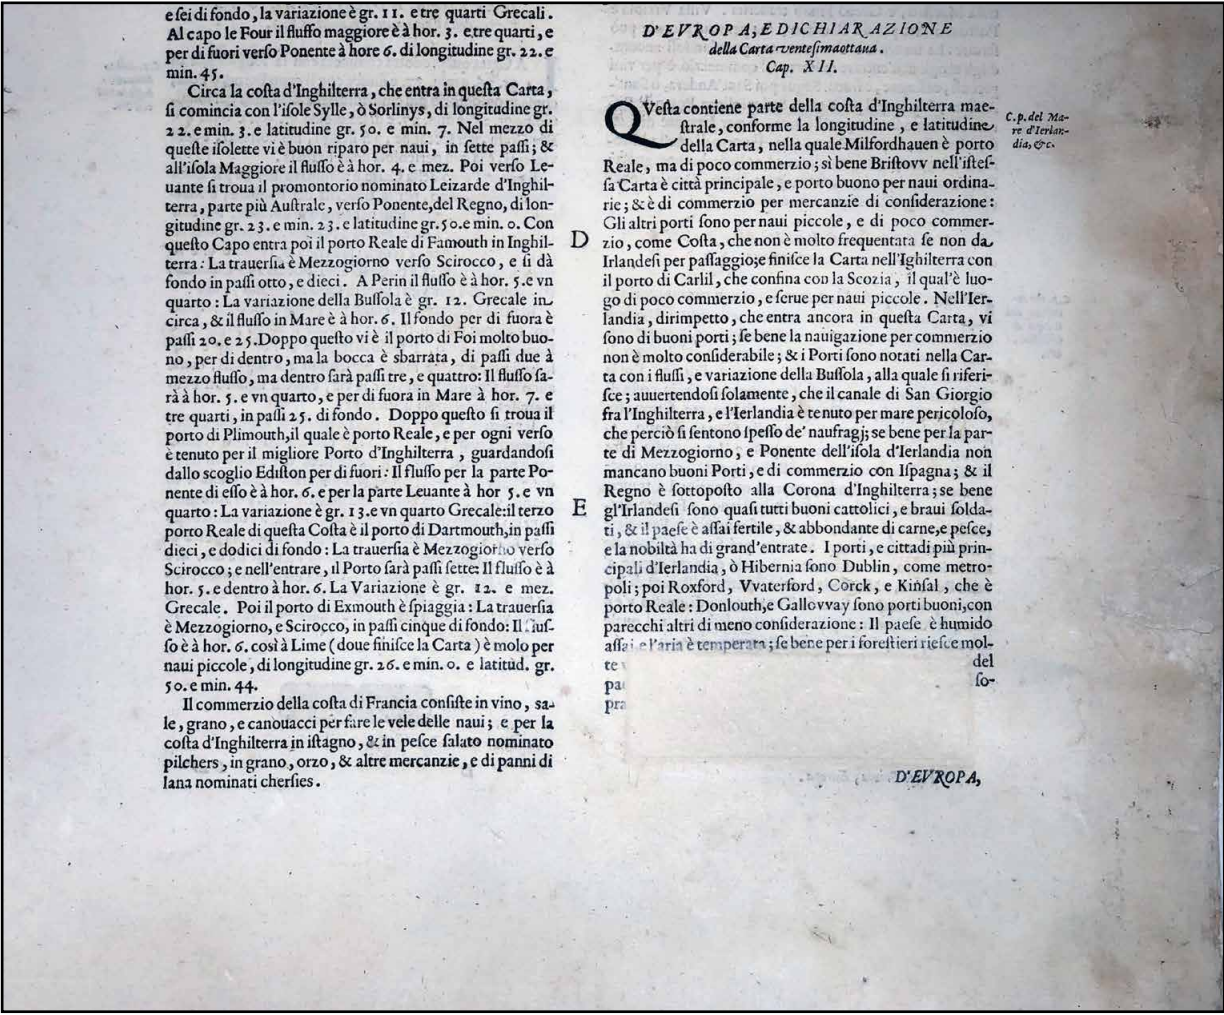 e sei di fondo, la variazione è gr. 11. e tre quarti Grecali.
Al capo le Four il flusso maggiore è à hor. 3. e tre quarti, e
per di fuori verso Ponente à hore 6. di longitudine gr. 22. e
min. 45.
Circa la costa d'Inghilterra, che entra in questa Carta,
si comincia con l'isole Sylle, ò Sorlinys, di longitudine gr.
22. e min. 3. e latitudine gr. 50. e min. 7. Nel mezzo di
queste isolette vi è buon riparo per naui, in sette passi; &
all'isola Maggiore il flusso è à hor. 4. e mez. Poi verso Le-
uante si troua il promontorio nominato Leizarde d'Inghil-
terra, parte più Australe, verso Ponente, del Regno, di lon-
gitudine gr. 23. e min. 23. e latitudine gr. 50. e min. 0. Con
questo Capo entra poi il porto Reale di Famouth in Inghil-
terra: La trauersia è Mezzogiorno verso Scirocco, e si dà
fondo in passi otto, e dieci. A Perin il flusso è à hor. 5. e vn
quarto: La variazione della Bussola è gr. 12. Grecale in
circa, & il flusso in Mare è à hor. 6. Il fondo per di fuora è
passi 20. e 25. Doppo questo vi è il porto di Foi molto buo-
no, per di dentro, ma la bocca è sbarrata, di passi due à
mezzo flusso, ma dentro sarà passi tre, e quattro: Il flusso sa-
rà à hor. 5. e vn quarto, e per di fuora in Mare à hor. 7. e
tre quarti, in passi 25. di fondo. Doppo questo si troua il
porto di Plimouth, il quale è porto Reale, e per ogni verso
è tenuto per il migliore Porto d'Inghilterra, guardandosi
dallo scoglio Ediston per di fuori: Il flusso per la parte Po-
nente di esso è à hor. 6. e per la parte Leuante à hor 5. e vn
quarto: La variazione è gr. 13. e vn quarto Grecale: il terzo
porto Reale di questa Costa è il porto di Dartmouth, in passi
dieci, e dodici di fondo: La trauersia è Mezzogiorno verso
Scirocco; e nell'entrare, il Porto sarà passi sette: Il flusso è à
hor. 5. e dentro à hor. 6. La Variazione è gr. 12. e mez.
Grecale. Poi il porto di Exmouth è spiaggia: La trauersia
è Mezzogiorno, e Scirocco, in passi cinque di fondo: Il flus-
so è à hor. 6. così à Lime (doue finisce la Carta) è molo per
naui piccole, di longitudine gr. 26. e min. 0. e latitud. gr.
50. e min. 44.
Il commercio della costa di Francia consiste in vino, sa-
le, grano, e canouacci per fare le vele delle naui; e per la
costa d'Inghilterra in istagno, & in pesce salato nominato
pilchers, in grano, orzo, & altre mercanzie, e di panni di
lana nominati chersies.
D
E
D'EVROPA, E DICHIARAZIONE
della Carta ventesimaottaua.
Cap. XII.
QVesta contiene parte della costa d'Inghilterra mae-
strale, conforme la longitudine, e latitudine
della Carta, nella quale Milfordhauen è porto
Reale, ma di poco commerzio; sì bene Bristovv nell'istes-
sa Carta è città principale, e porto buono per naui ordina-
rie; & è di commerzio per mercanzie di considerazione:
Gli altri porti sono per naui piccole, e di poco commer-
zio, come Costa, che non è molto frequentata se non da
Irlandesi per passaggio; e finisce la Carta nell'Ighilterra con
il porto di Carlil, che confina con la Scozia, il qual'è luo-
go di poco commerzio, e serue per naui piccole. Nell'Ier-
landia, dirimpetto, che entra ancora in questa Carta, vi
sono di buoni porti; se bene la nauigazione per commerzio
non è molto considerabile; & i Porti sono notati nella Car-
ta con i flussi, e variazione della Bussola, alla quale si riferi-
sce; auuertendosi solamente, che il canale di San Giorgio
fra l'Inghilterra, e l'Ierlandia è tenuto per mare pericoloso,
che perciò si sentono spesso de' naufragj; se bene per la par-
te di Mezzogiorno, e Ponente dell'isola d'Ierlandia non
mancano buoni Porti, e di commerzio con Ispagna; & il
Regno è sottoposto alla Corona d'Inghilterra; se bene
gl'Irlandesi sono quasi tutti buoni cattolici, e braui solda-
ti, & il paese è assai fertile, & abbondante di carne, e pesce,
e la nobiltà ha di grand'entrate. I porti, e cittadi più prin-
cipali d'Ierlandia, ò Hibernia sono Dublin, come metro-
poli; poi Roxford, Vvaterford, Corck, e Kinsal, che è
porto Reale: Donlouth, e Gallovvay sono porti buoni, con
parecchi altri di meno considerazione: Il paese è humido
assai e l'aria è temperata; se bene per i forestieri riesce mol-
te del
pa so-
pra
D'EVROPA,
C.p. del Ma-
re d'Ierlan-
dia, &c.